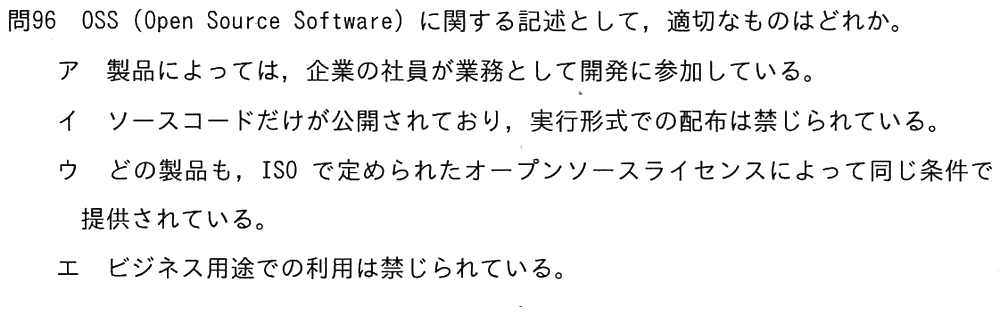 問96 OSS (Open Source Software) に関する記述として，適切なものはどれか。
ア 製品によっては，企業の社員が業務として開発に参加している。
イ ソースコードだけが公開されており，実行形式での配布は禁じられている。
ウ どの製品も，ISO で定められたオープンソースライセンスによって同じ条件で
提供されている。
エ ビジネス用途での利用は禁じられている。